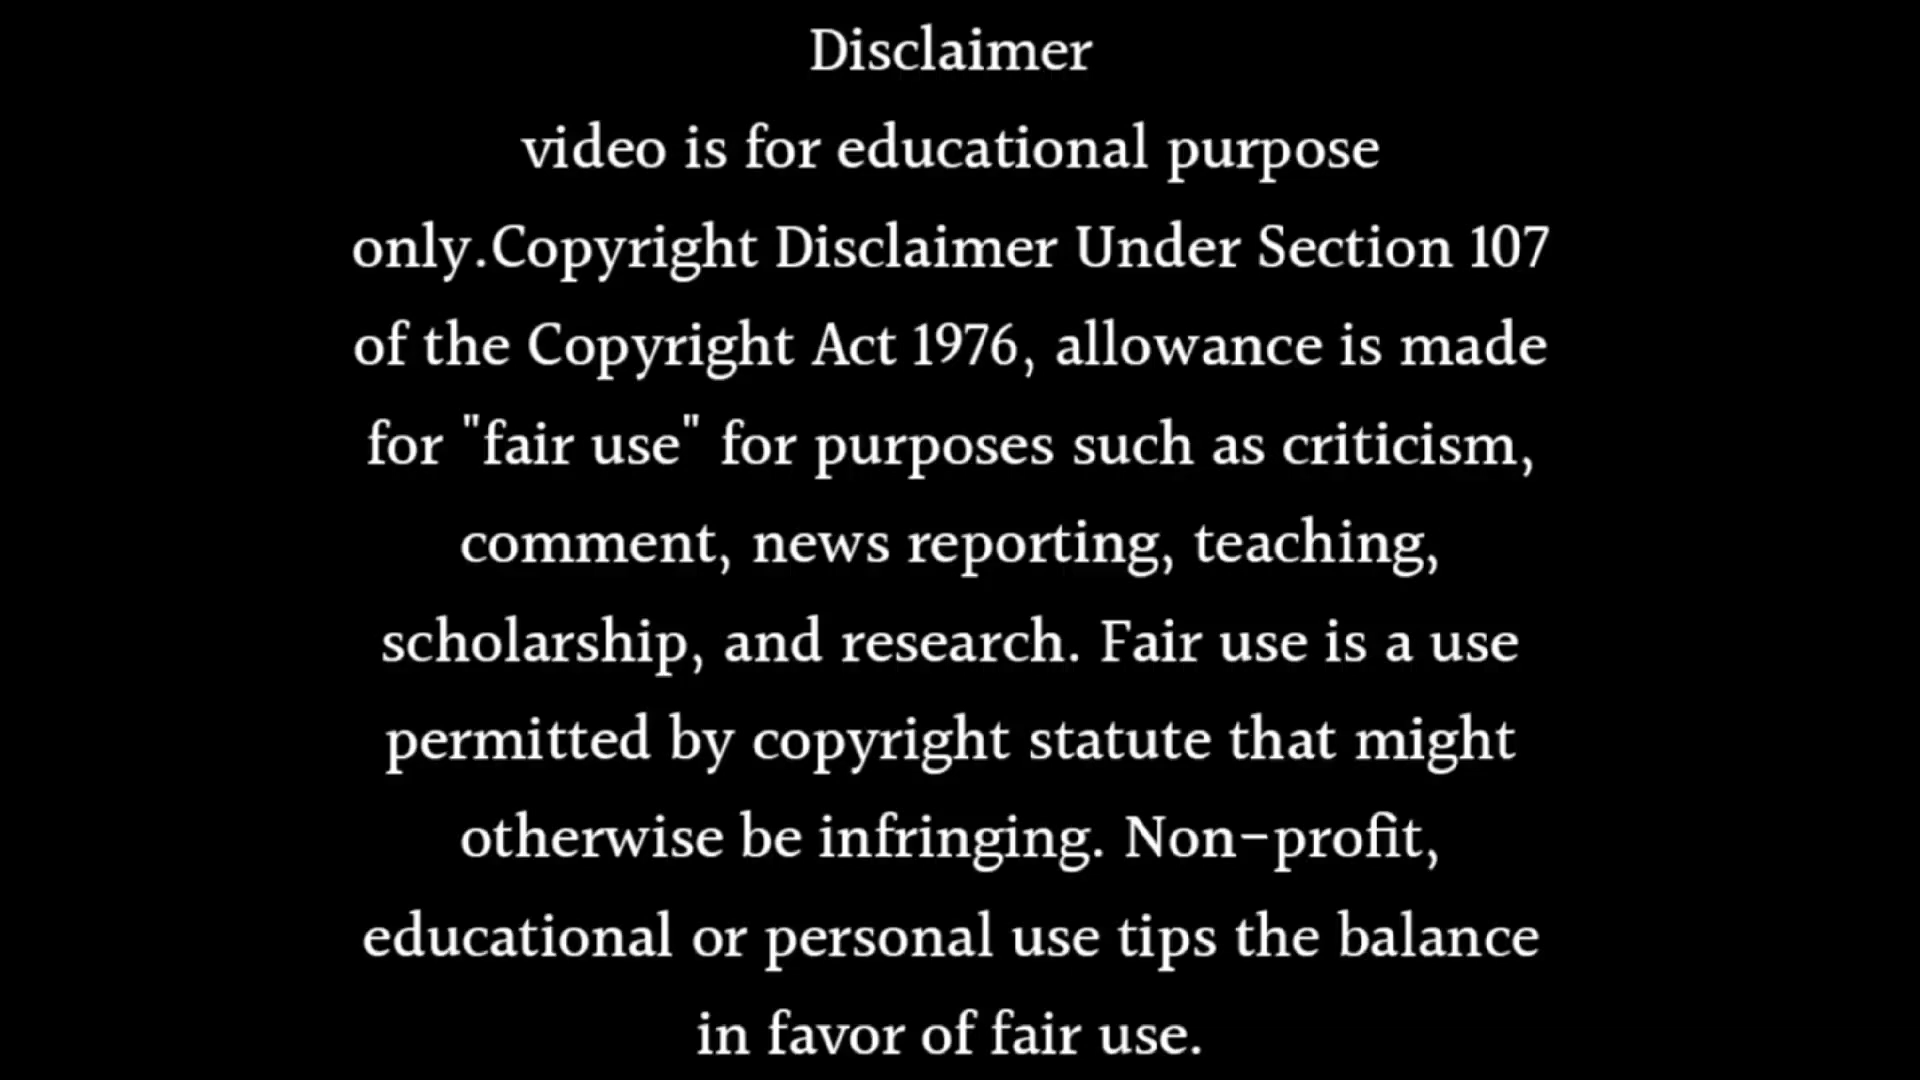 Disclaimer
video is for educational purpose
only.Copyright Disclaimer Under Section 107
of the Copyright Act 1976, allowance is made
for "fair use" for purposes such as criticism,
comment, news reporting, teaching,
scholarship, and research. Fair use is a use
permitted by copyright statute that might
otherwise be infringing. Non-profit,
educational or personal use tips the balance
in favor of fair use.